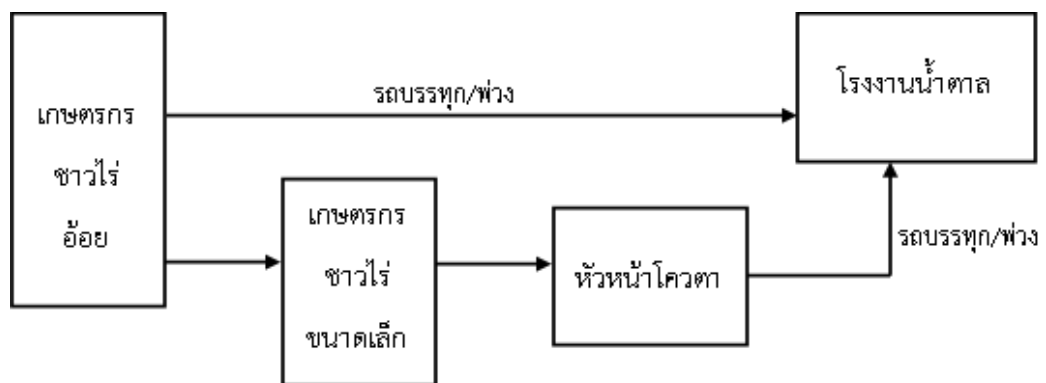 เกษตรกร
ชาวไร่
อ้อย
รถบรรทุก/พ่วง
โรงงานน้ำตาล
เกษตรกร
ชาวไร่
ขนาดเล็ก
หัวหน้าโควตา
รถบรรทุก/พ่วง